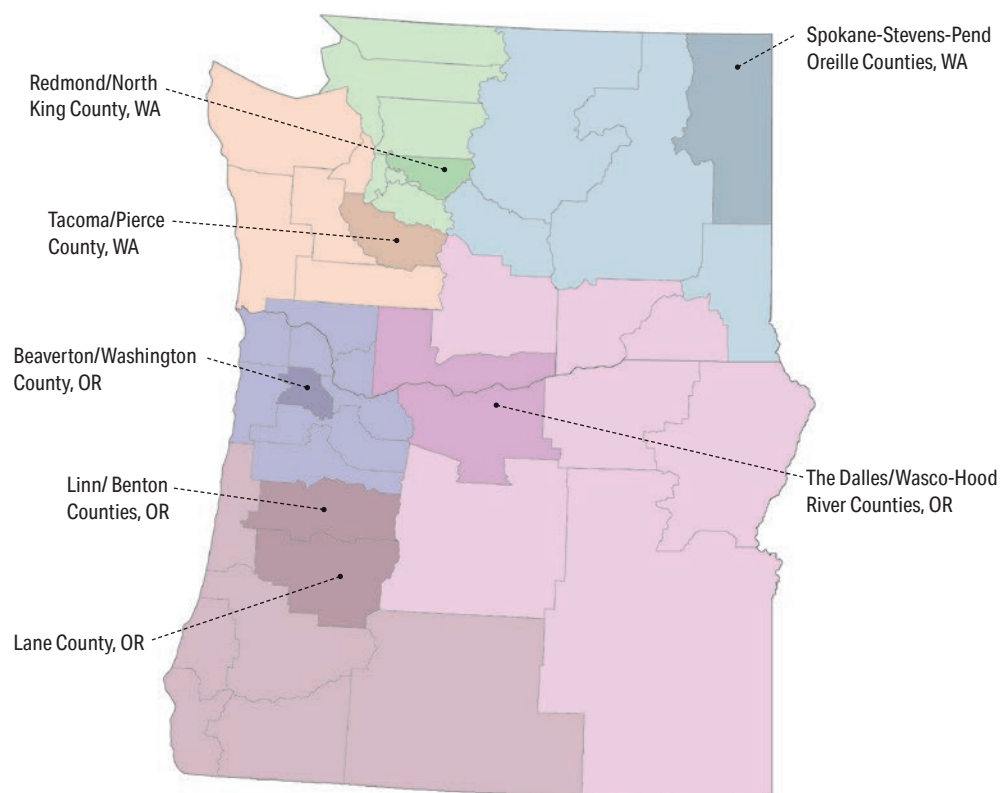 Spokane-Stevens-Pend
Oreille Counties, WA
Redmond/North
King County, WA
Tacoma/Pierce
County, WA
Beaverton/Washington
County, OR
Linn/ Benton
Counties, OR
The Dalles/Wasco-Hood
River Counties, OR
Lane County, OR